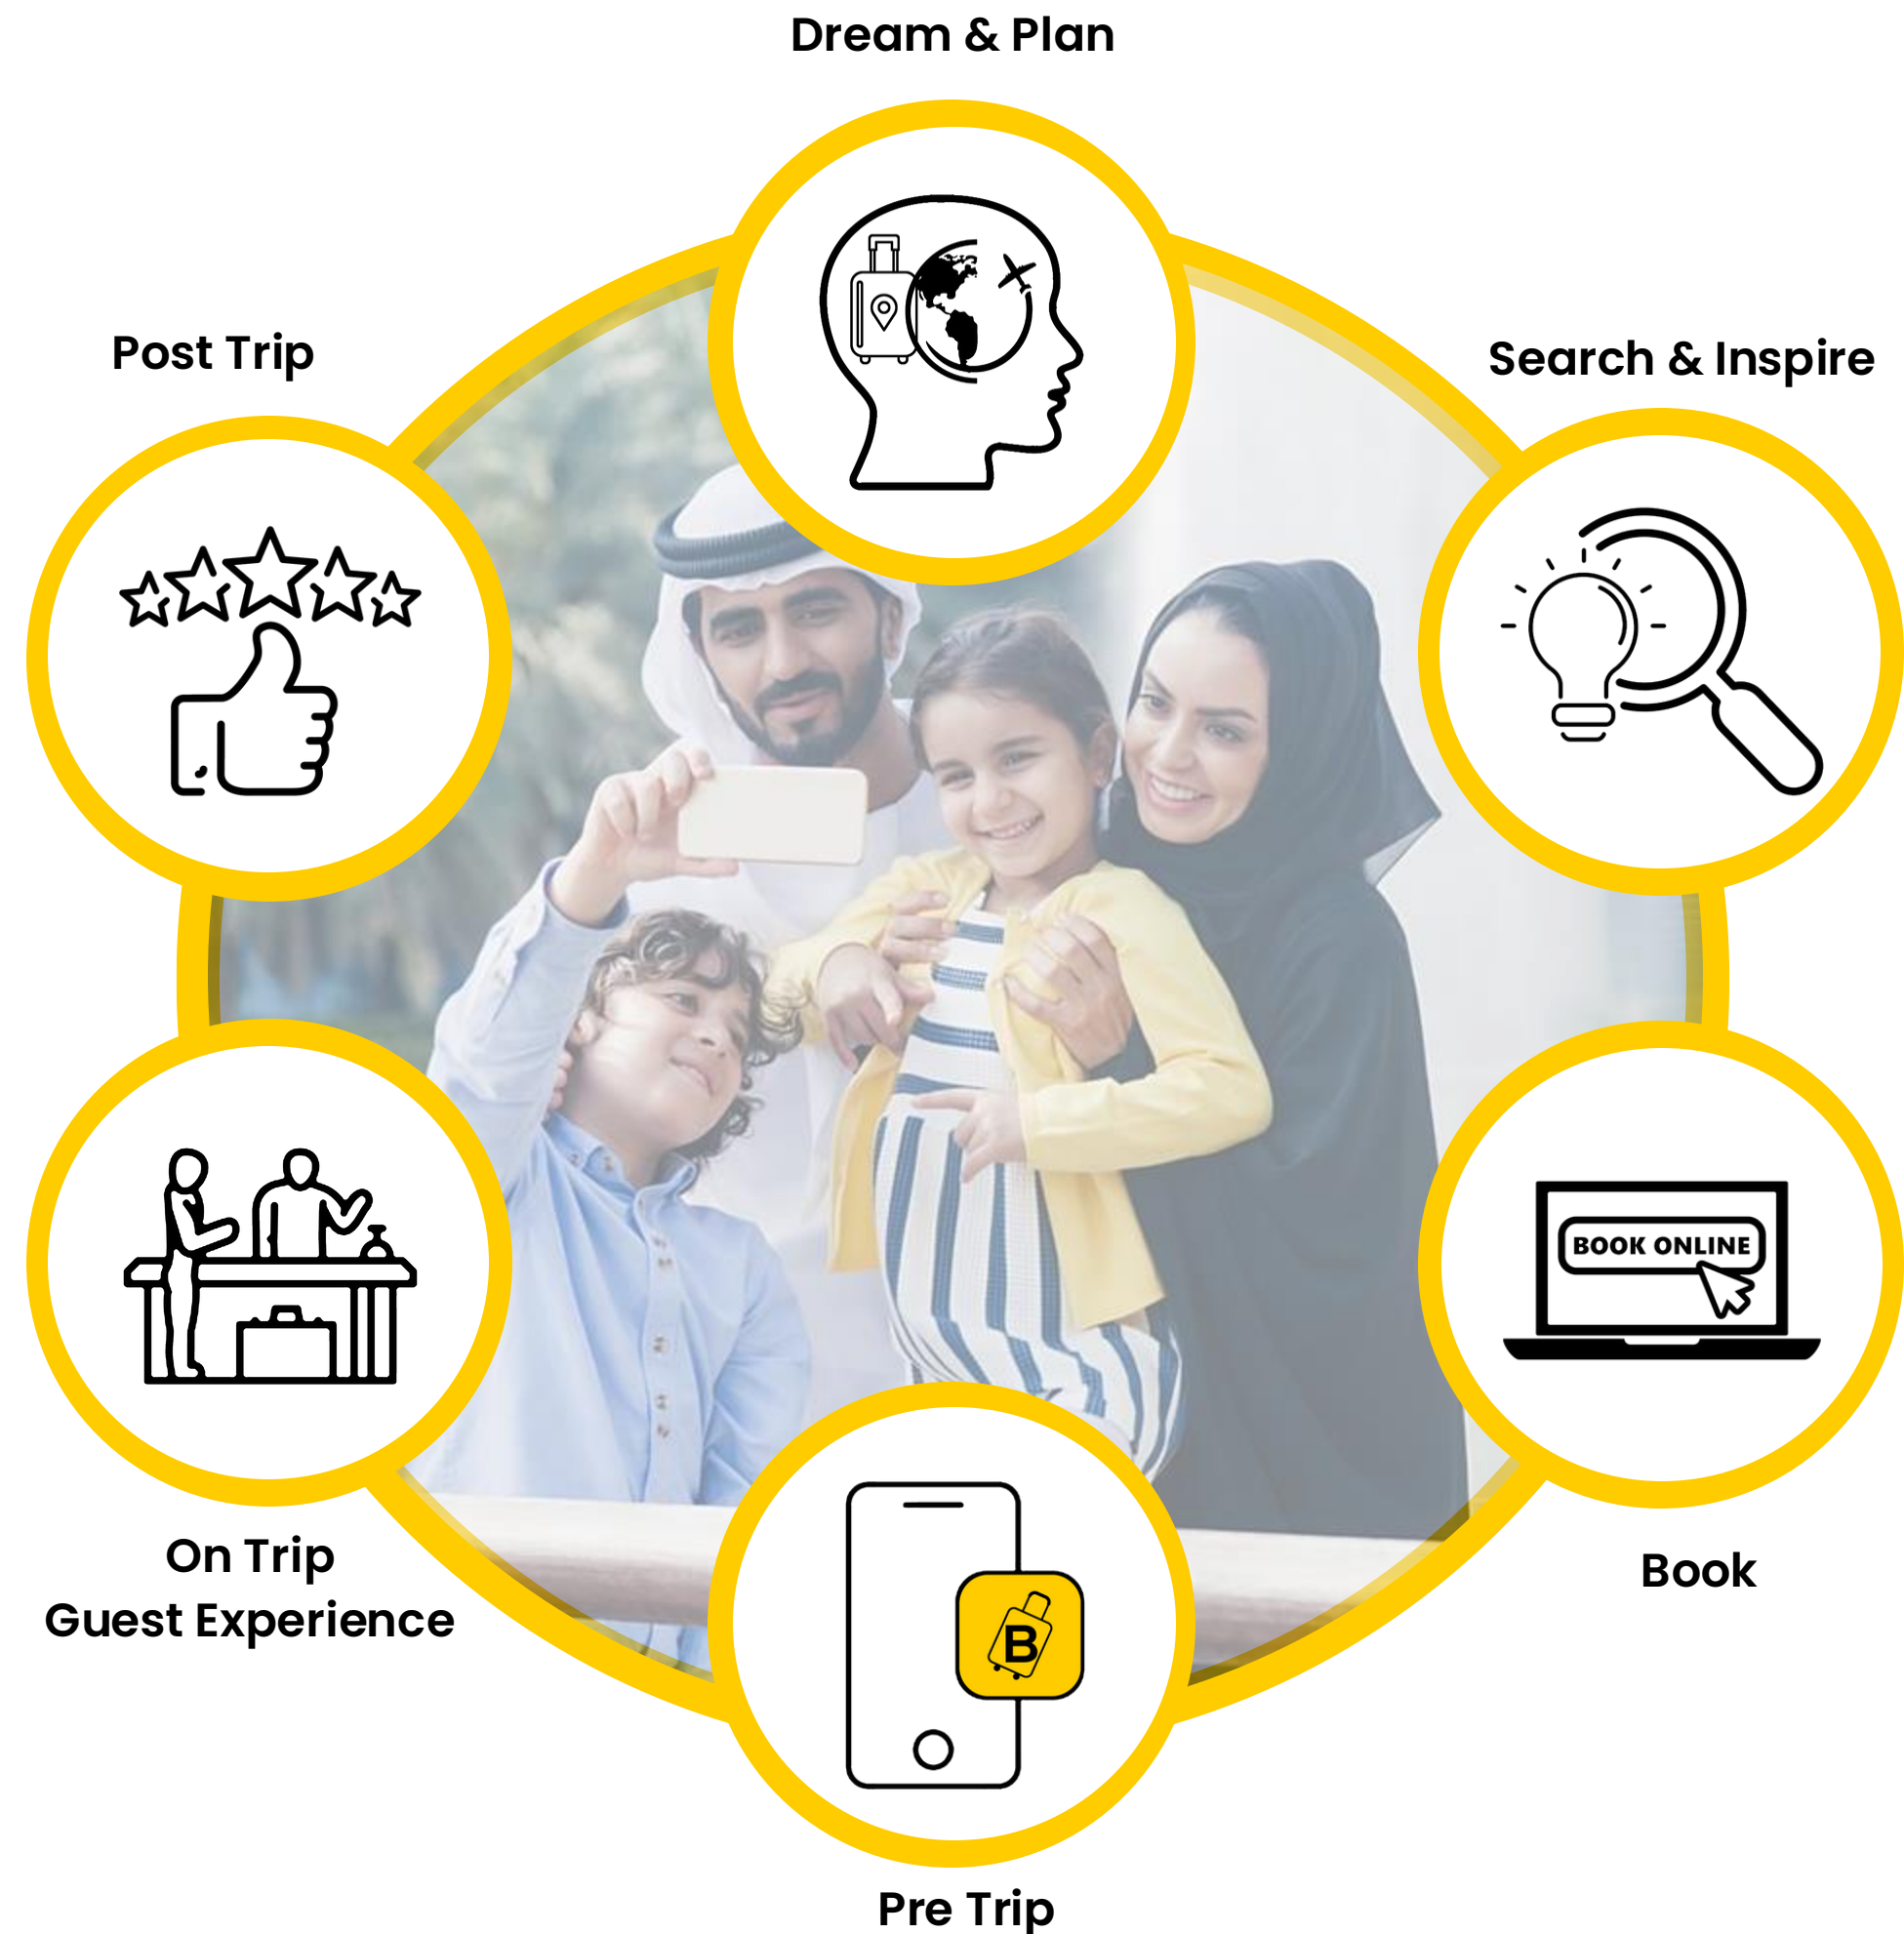 Dream & Plan
Search & Inspire
BOOK ONLINE
Book
B
Pre Trip
On Trip
Guest Experience
Post Trip